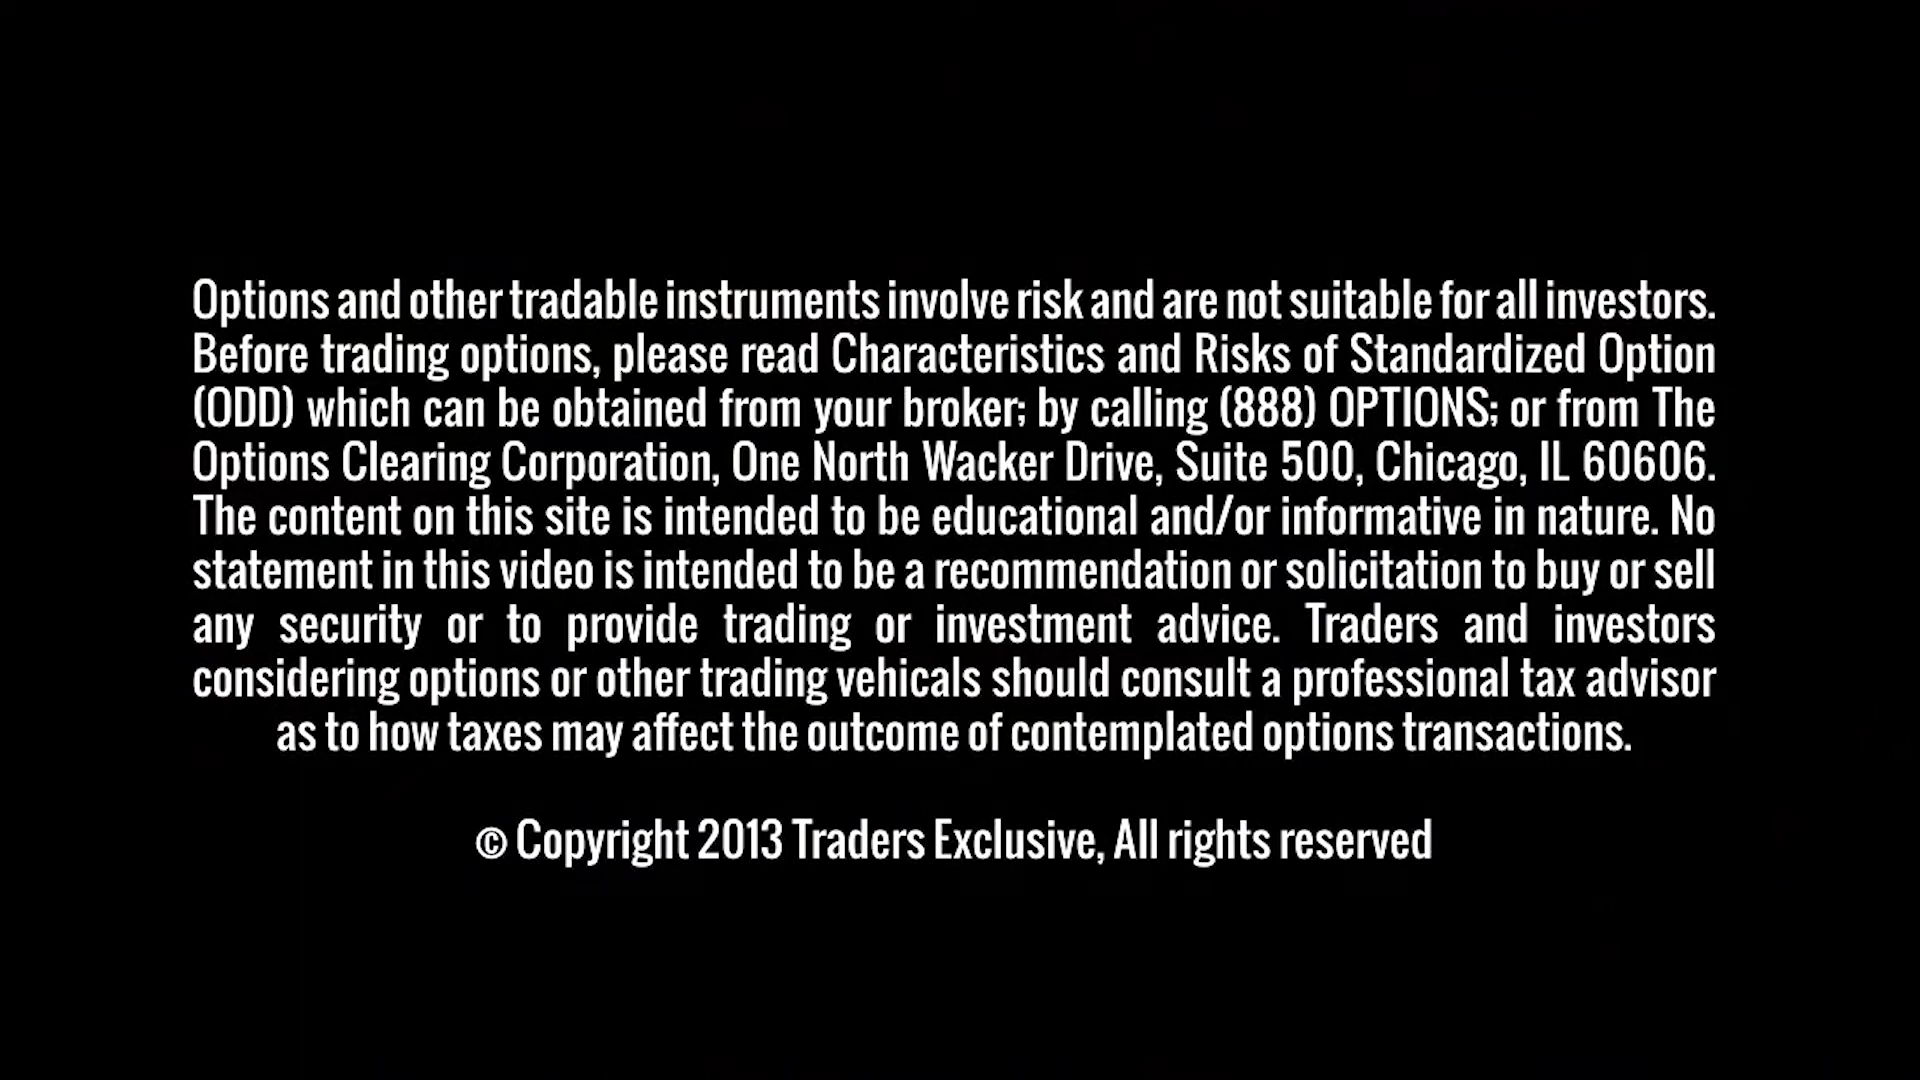 Options and other tradable instruments involve risk and are not suitable for all investors.
Before trading options, please read Characteristics and Risks of Standardized Option
(ODD) which can be obtained from your broker; by calling (888) OPTIONS; or from The
Options Clearing Corporation, One North Wacker Drive, Suite 500, Chicago, IL 60606.
The content on this site is intended to be educational and/or informative in nature. No
statement in this video is intended to be a recommendation or solicitation to buy or sell
any security or to provide trading or investment advice. Traders and investors
considering options or other trading vehicals should consult a professional tax advisor
as to how taxes may affect the outcome of contemplated options transactions.
© Copyright 2013 Traders Exclusive, All rights reserved